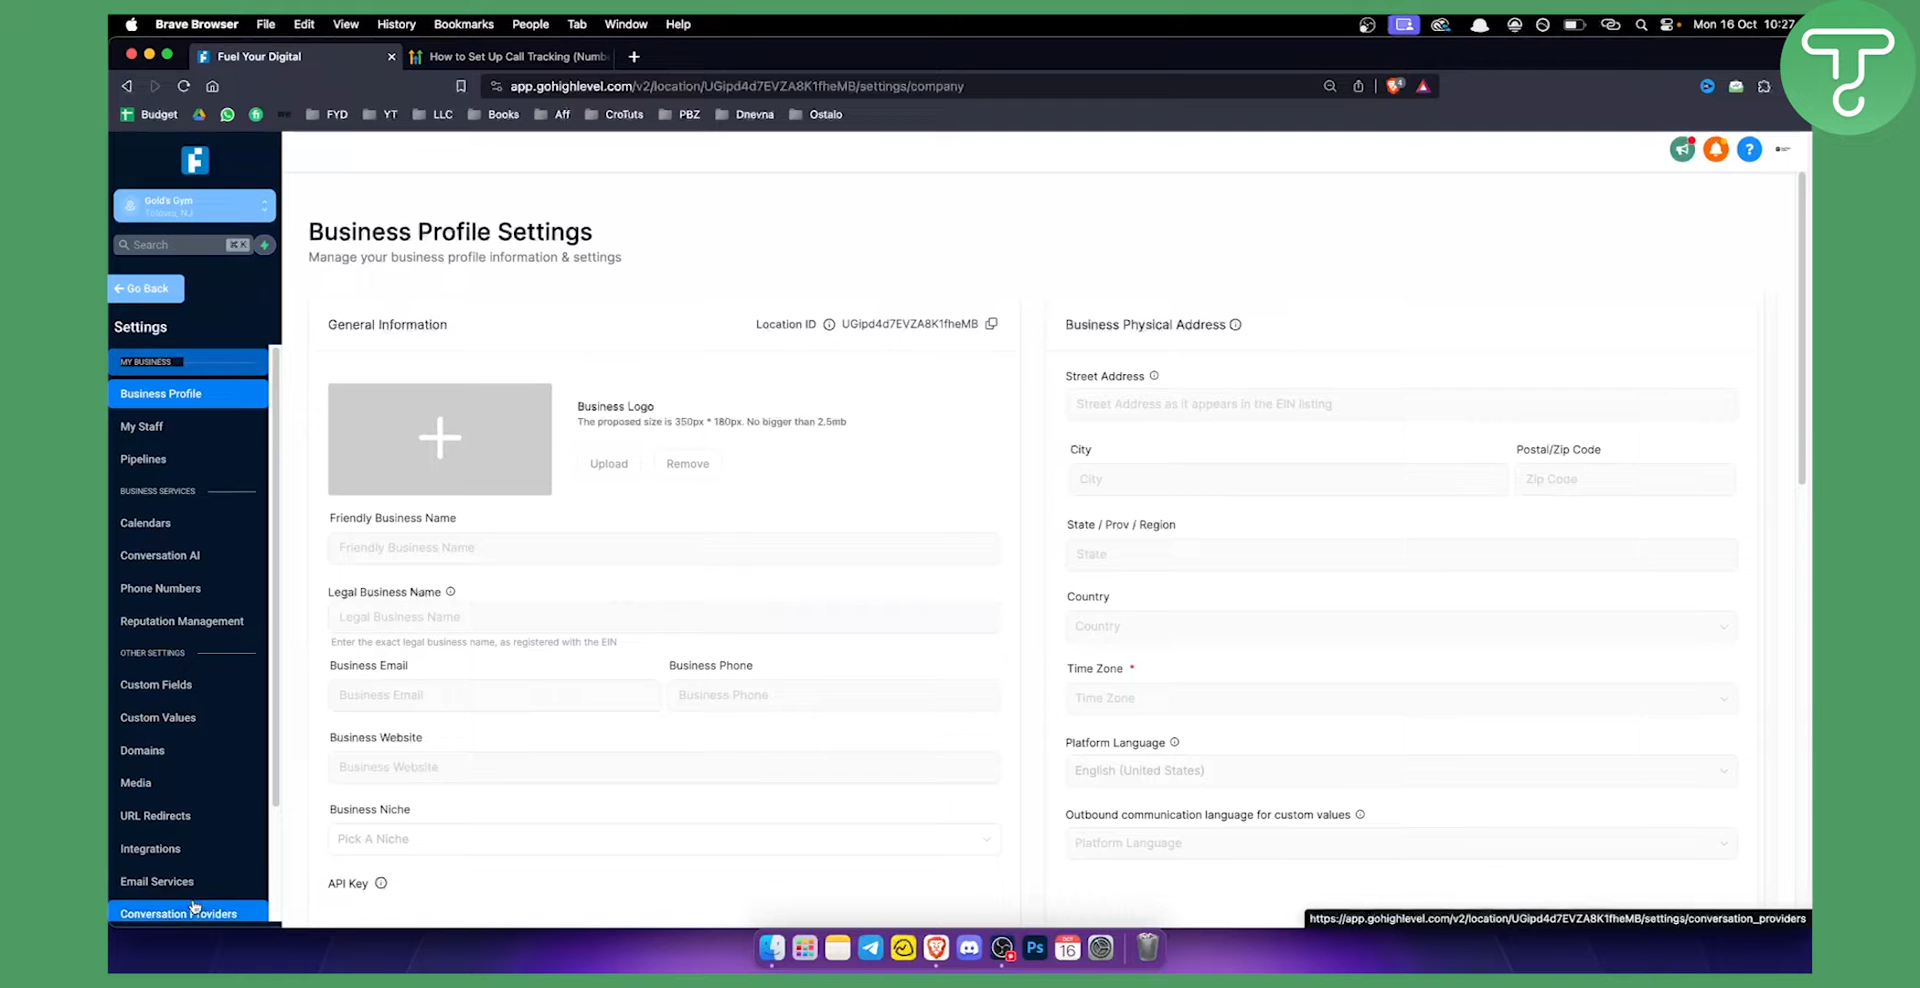 Brave Browser File Edit View History Bookmarks People Tab Window Help
Mon 16 Oct 10:27
Fuel Your Digital
How to Set Up Call Tracking (Numb
app.gohighlevel.com/v2/location/UGipd4d7EVZA8K1fheMB/settings/company
Budget FYD YT LLC Books Aff CroTuts PBZ Dnevna Ostalo
Gold's Gym
Totowa, NJ
Search ⌘ K
Go Back
Settings
MY BUSINESS
Business Profile
My Staff
Pipelines
BUSINESS SERVICES
Calendars
Conversation AI
Phone Numbers
Reputation Management
OTHER SETTINGS
Custom Fields
Custom Values
Domains
Media
URL Redirects
Integrations
Email Services
Conversation Providers
Business Profile Settings
Manage your business profile information & settings
General Information
Location ID UGipd4d7EVZA8K1fheMB
Business Logo
The proposed size is 350px * 180px. No bigger than 2.5mb
Upload Remove
Friendly Business Name
Friendly Business Name
Legal Business Name
Legal Business Name
Enter the exact legal business name, as registered with the EIN
Business Email Business Phone
Business Email Business Phone
Business Website
Business Website
Business Niche
Pick A Niche
API Key
Business Physical Address
Street Address
Street Address as it appears in the EIN listing
City Postal/Zip Code
City Zip Code
State / Prov / Region
State
Country
Country
Time Zone *
Time Zone
Platform Language
English (United States)
Outbound communication language for custom values
Platform Language
https://app.gohighlevel.com/v2/location/UGipd4d7EVZA8K1fheMB/settings/conversation_providers
Ps
OCT
16